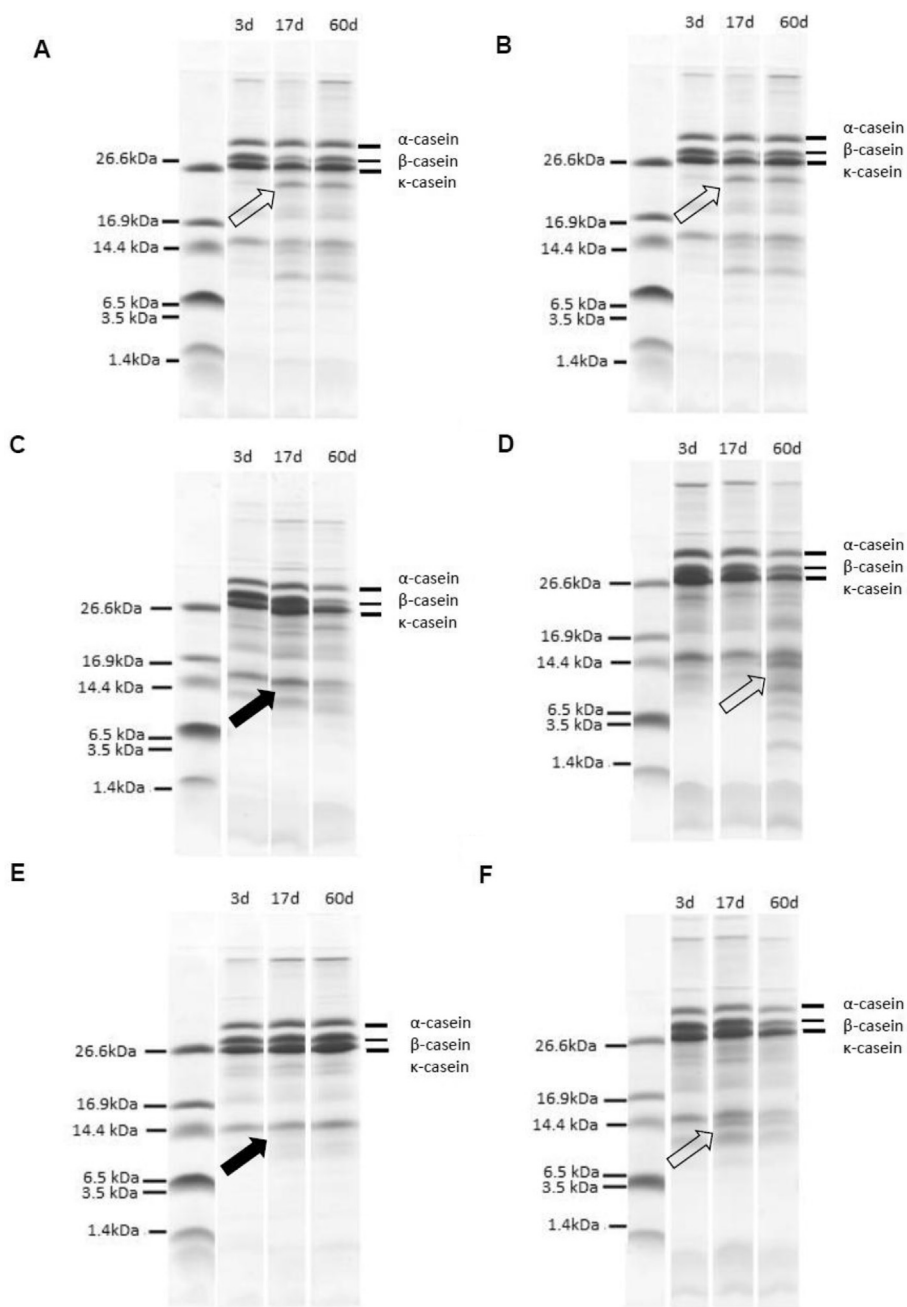 A
3d 17d 60d
α-casein
26.6kDa
β-casein
κ-casein
16.9kDa
14.4 kDa
6.5 kDa
3.5 kDa
1.4kDa
B
3d 17d 60d
α-casein
26.6kDa
β-casein
κ-casein
16.9kDa
14.4 kDa
6.5 kDa
3.5 kDa
1.4kDa
C
3d 17d 60d
α-casein
26.6kDa
β-casein
κ-casein
16.9kDa
14.4 kDa
6.5 kDa
3.5 kDa
1.4kDa
D
3d 17d 60d
α-casein
β-casein
26.6kDa
κ-casein
16.9kDa
14.4 kDa
6.5 kDa
3.5 kDa
1.4kDa
E
3d 17d 60d
α-casein
β-casein
26.6kDa
κ-casein
16.9kDa
14.4 kDa
6.5 kDa
3.5 kDa
1.4kDa
F
3d 17d 60d
α-casein
β-casein
26.6kDa
κ-casein
16.9kDa
14.4 kDa
6.5 kDa
3.5 kDa
1.4kDa